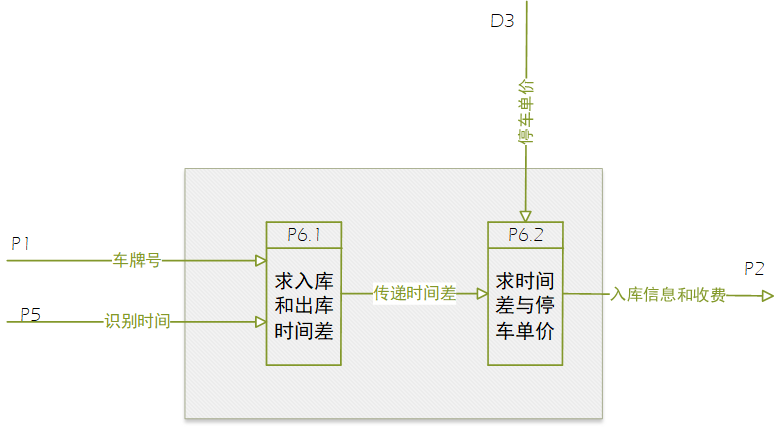 D3
停车单价
P1
车牌号
P5
识别时间
P6.1
求入库
和出库
时间差
传递时间差
P6.2
求时间
差与停
车单价
P2
入库信息和收费